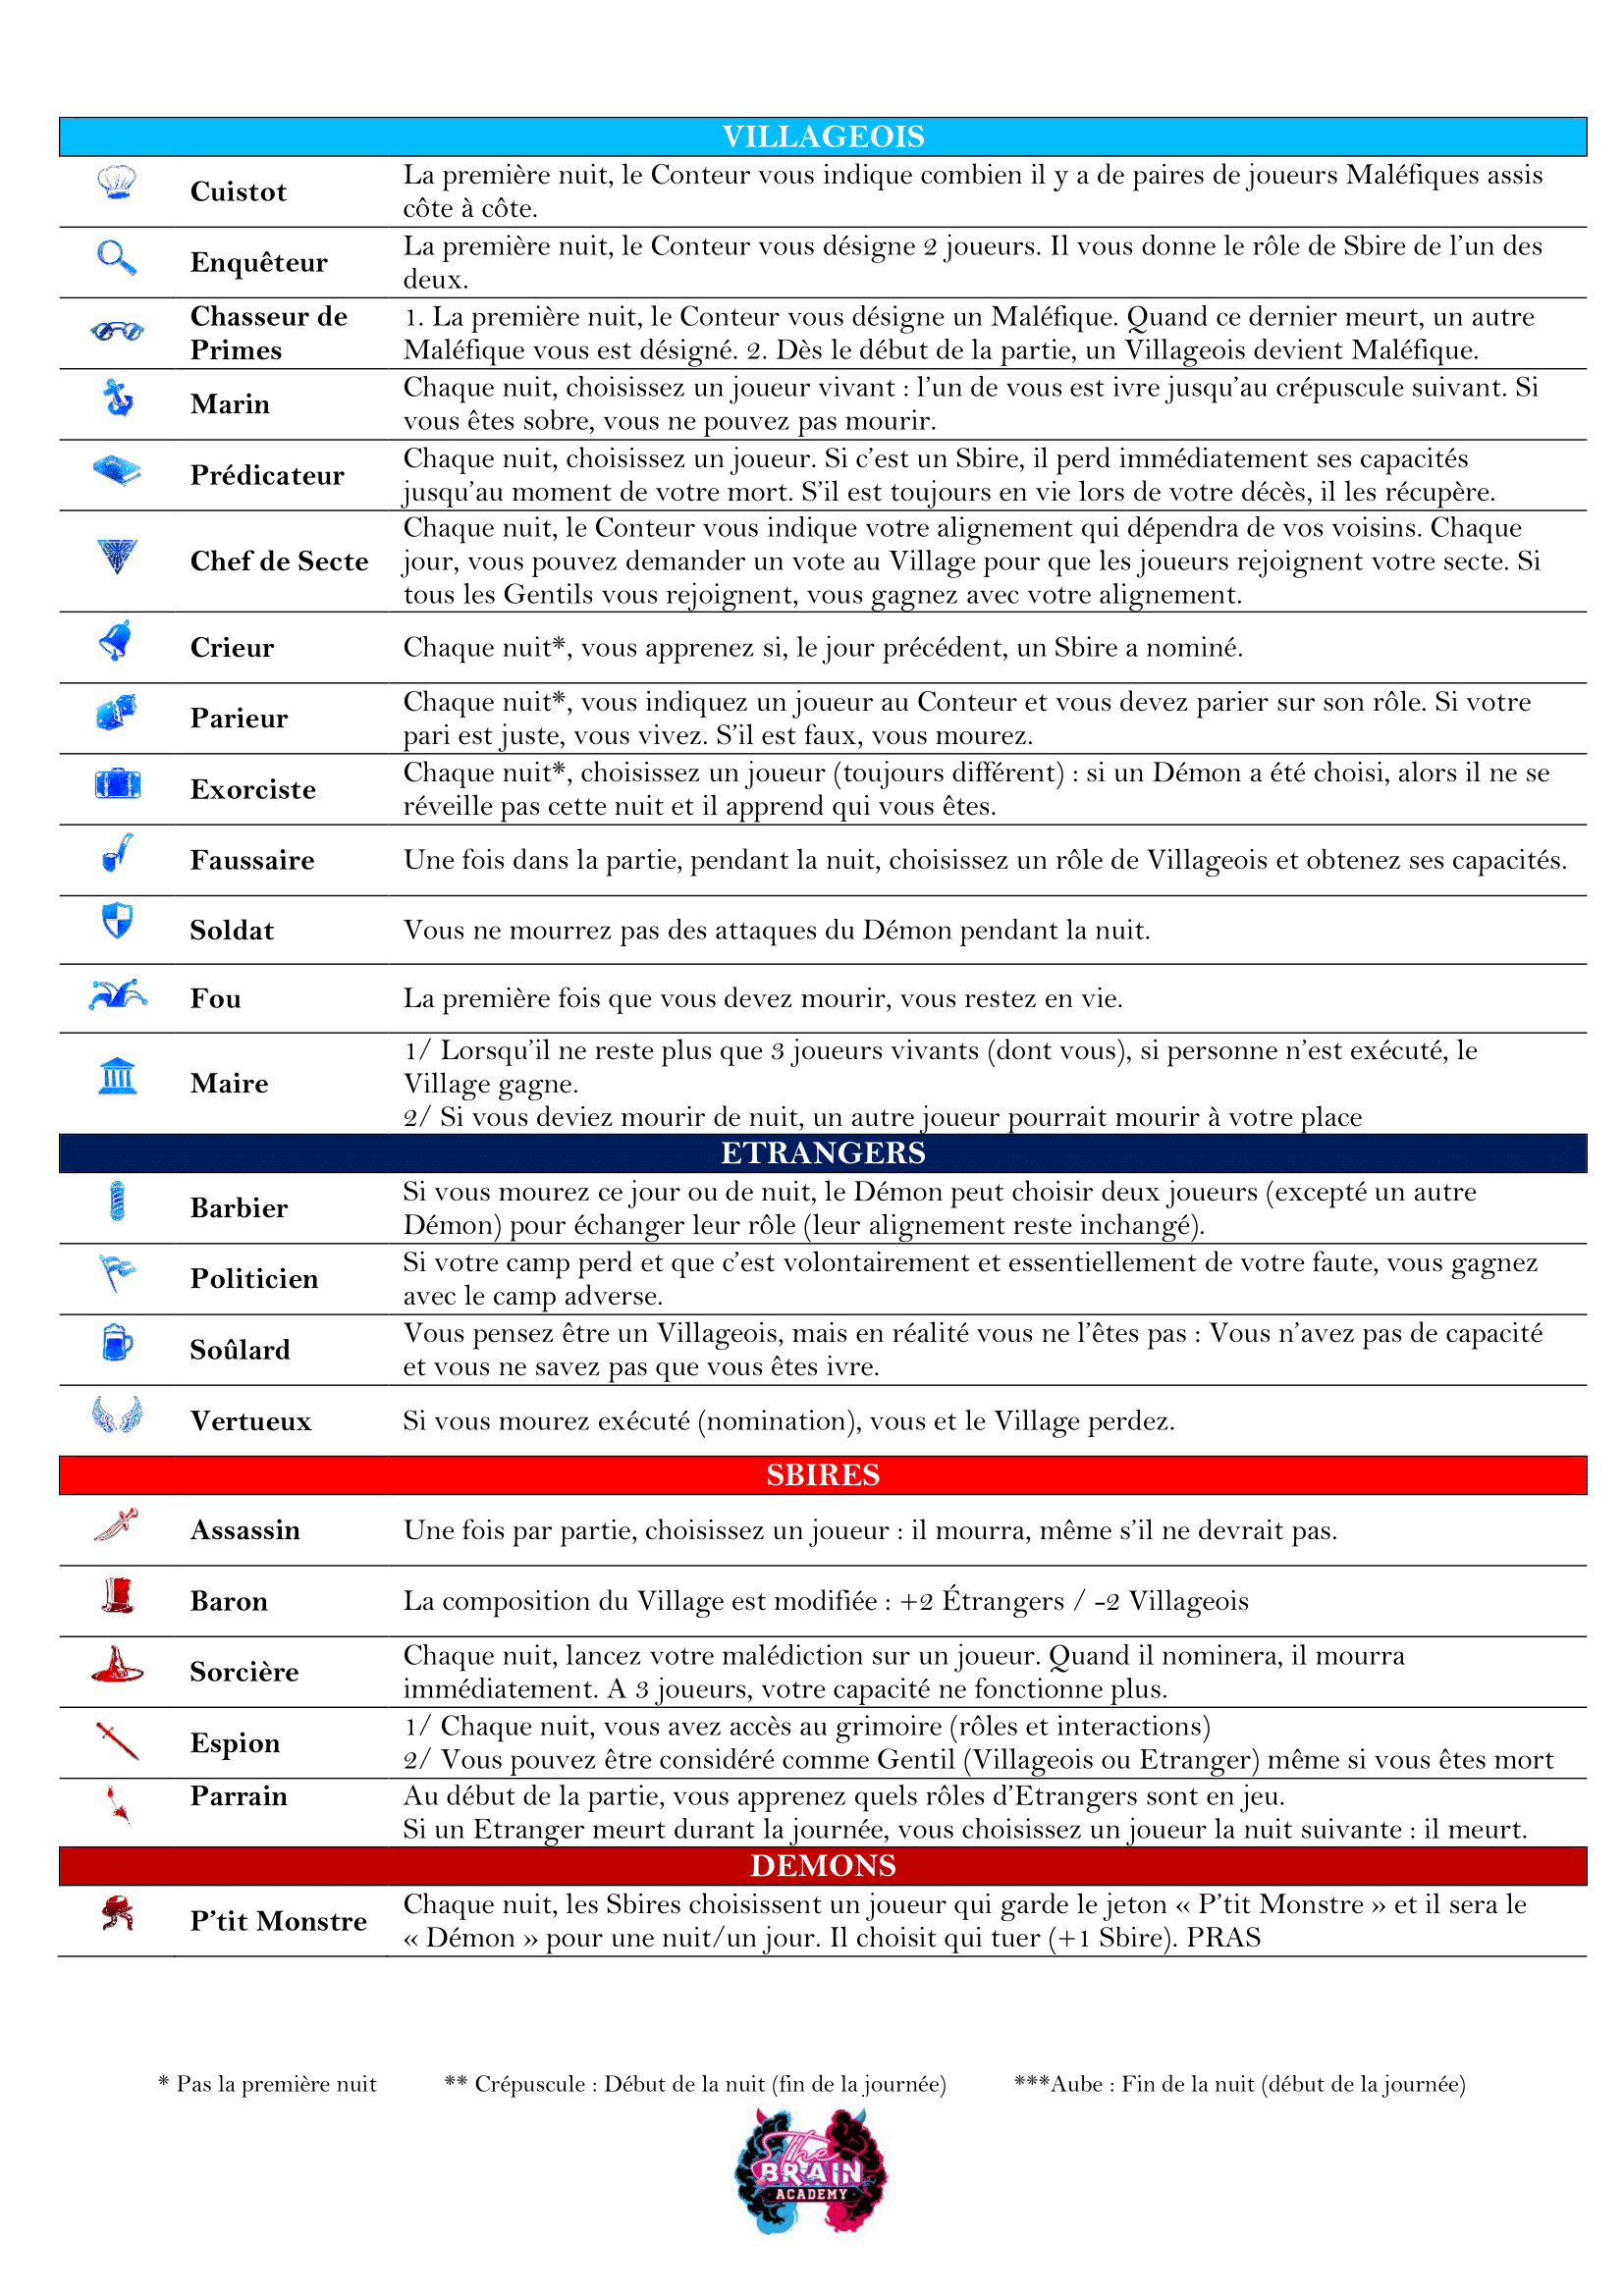 VILLAGEOIS
Cuistot
La première nuit, le Conteur vous indique combien il y a de paires de joueurs Maléfiques assis
côte à côte.
Enquêteur
La première nuit, le Conteur vous désigne 2 joueurs. Il vous donne le rôle de Sbire de l’un des
deux.
Chasseur de
Primes
1. La première nuit, le Conteur vous désigne un Maléfique. Quand ce dernier meurt, un autre
Maléfique vous est désigné. 2. Dès le début de la partie, un Villageois devient Maléfique.
Marin
Chaque nuit, choisissez un joueur vivant : l’un de vous est ivre jusqu’au crépuscule suivant. Si
vous êtes sobre, vous ne pouvez pas mourir.
Prédicateur
Chaque nuit, choisissez un joueur. Si c’est un Sbire, il perd immédiatement ses capacités
jusqu’au moment de votre mort. S’il est toujours en vie lors de votre décès, il les récupère.
Chef de Secte
Chaque nuit, le Conteur vous indique votre alignement qui dépendra de vos voisins. Chaque
jour, vous pouvez demander un vote au Village pour que les joueurs rejoignent votre secte. Si
tous les Gentils vous rejoignent, vous gagnez avec votre alignement.
Crieur
Chaque nuit*, vous apprenez si, le jour précédent, un Sbire a nominé.
Parieur
Chaque nuit*, vous indiquez un joueur au Conteur et vous devez parier sur son rôle. Si votre
pari est juste, vous vivez. S’il est faux, vous mourez.
Exorciste
Chaque nuit*, choisissez un joueur (toujours différent) : si un Démon a été choisi, alors il ne se
réveille pas cette nuit et il apprend qui vous êtes.
Faussaire
Une fois dans la partie, pendant la nuit, choisissez un rôle de Villageois et obtenez ses capacités.
Soldat
Vous ne mourrez pas des attaques du Démon pendant la nuit.
Fou
La première fois que vous devez mourir, vous restez en vie.
Maire
1/ Lorsqu’il ne reste plus que 3 joueurs vivants (dont vous), si personne n’est exécuté, le
Village gagne.
2/ Si vous deviez mourir de nuit, un autre joueur pourrait mourir à votre place
ETRANGERS
Barbier
Si vous mourez ce jour ou de nuit, le Démon peut choisir deux joueurs (excepté un autre
Démon) pour échanger leur rôle (leur alignement reste inchangé).
Politicien
Si votre camp perd et que c’est volontairement et essentiellement de votre faute, vous gagnez
avec le camp adverse.
Soûlard
Vous pensez être un Villageois, mais en réalité vous ne l’êtes pas : Vous n’avez pas de capacité
et vous ne savez pas que vous êtes ivre.
Vertueux
Si vous mourez exécuté (nomination), vous et le Village perdez.
SBIRES
Assassin
Une fois par partie, choisissez un joueur : il mourra, même s’il ne devrait pas.
Baron
La composition du Village est modifiée : +2 Étrangers / -2 Villageois
Sorcière
Chaque nuit, lancez votre malédiction sur un joueur. Quand il nominera, il mourra
immédiatement. A 3 joueurs, votre capacité ne fonctionne plus.
Espion
1/ Chaque nuit, vous avez accès au grimoire (rôles et interactions)
2/ Vous pouvez être considéré comme Gentil (Villageois ou Etranger) même si vous êtes mort
Parrain
Au début de la partie, vous apprenez quels rôles d’Etrangers sont en jeu.
Si un Etranger meurt durant la journée, vous choisissez un joueur la nuit suivante : il meurt.
DEMONS
P’tit Monstre
Chaque nuit, les Sbires choisissent un joueur qui garde le jeton « P’tit Monstre » et il sera le
« Démon » pour une nuit/un jour. Il choisit qui tuer (+1 Sbire). PRAS
* Pas la première nuit ** Crépuscule : Début de la nuit (fin de la journée) ***Aube : Fin de la nuit (début de la journée)
The
BRAIN
ACADEMY